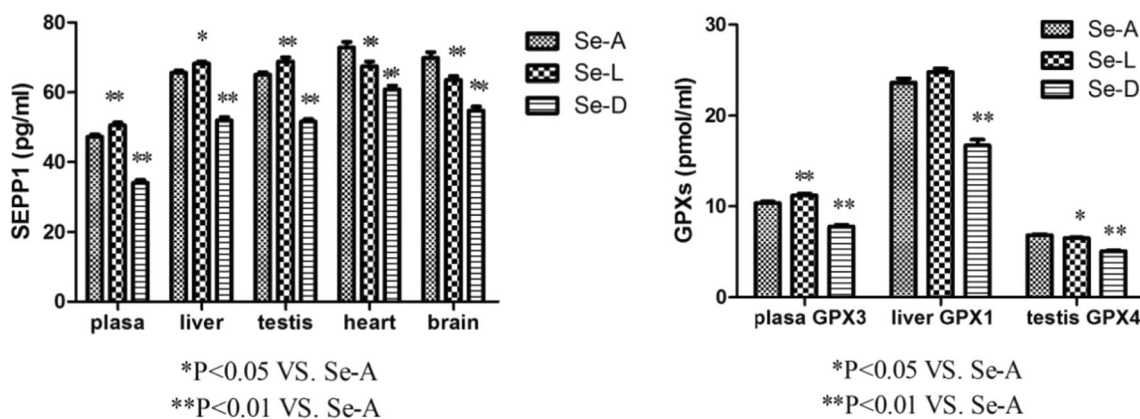 SEPP1 (pg/ml)
80
60
40
20
0
** **
* **
** **
** **
** **
plasa liver testis heart brain
Se-A
Se-L
Se-D
*P<0.05 VS. Se-A
**P<0.01 VS. Se-A
GPXs (pmol/ml)
30
20
10
0
** **
**
* **
plasa GPX3 liver GPX1 testis GPX4
Se-A
Se-L
Se-D
*P<0.05 VS. Se-A
**P<0.01 VS. Se-A